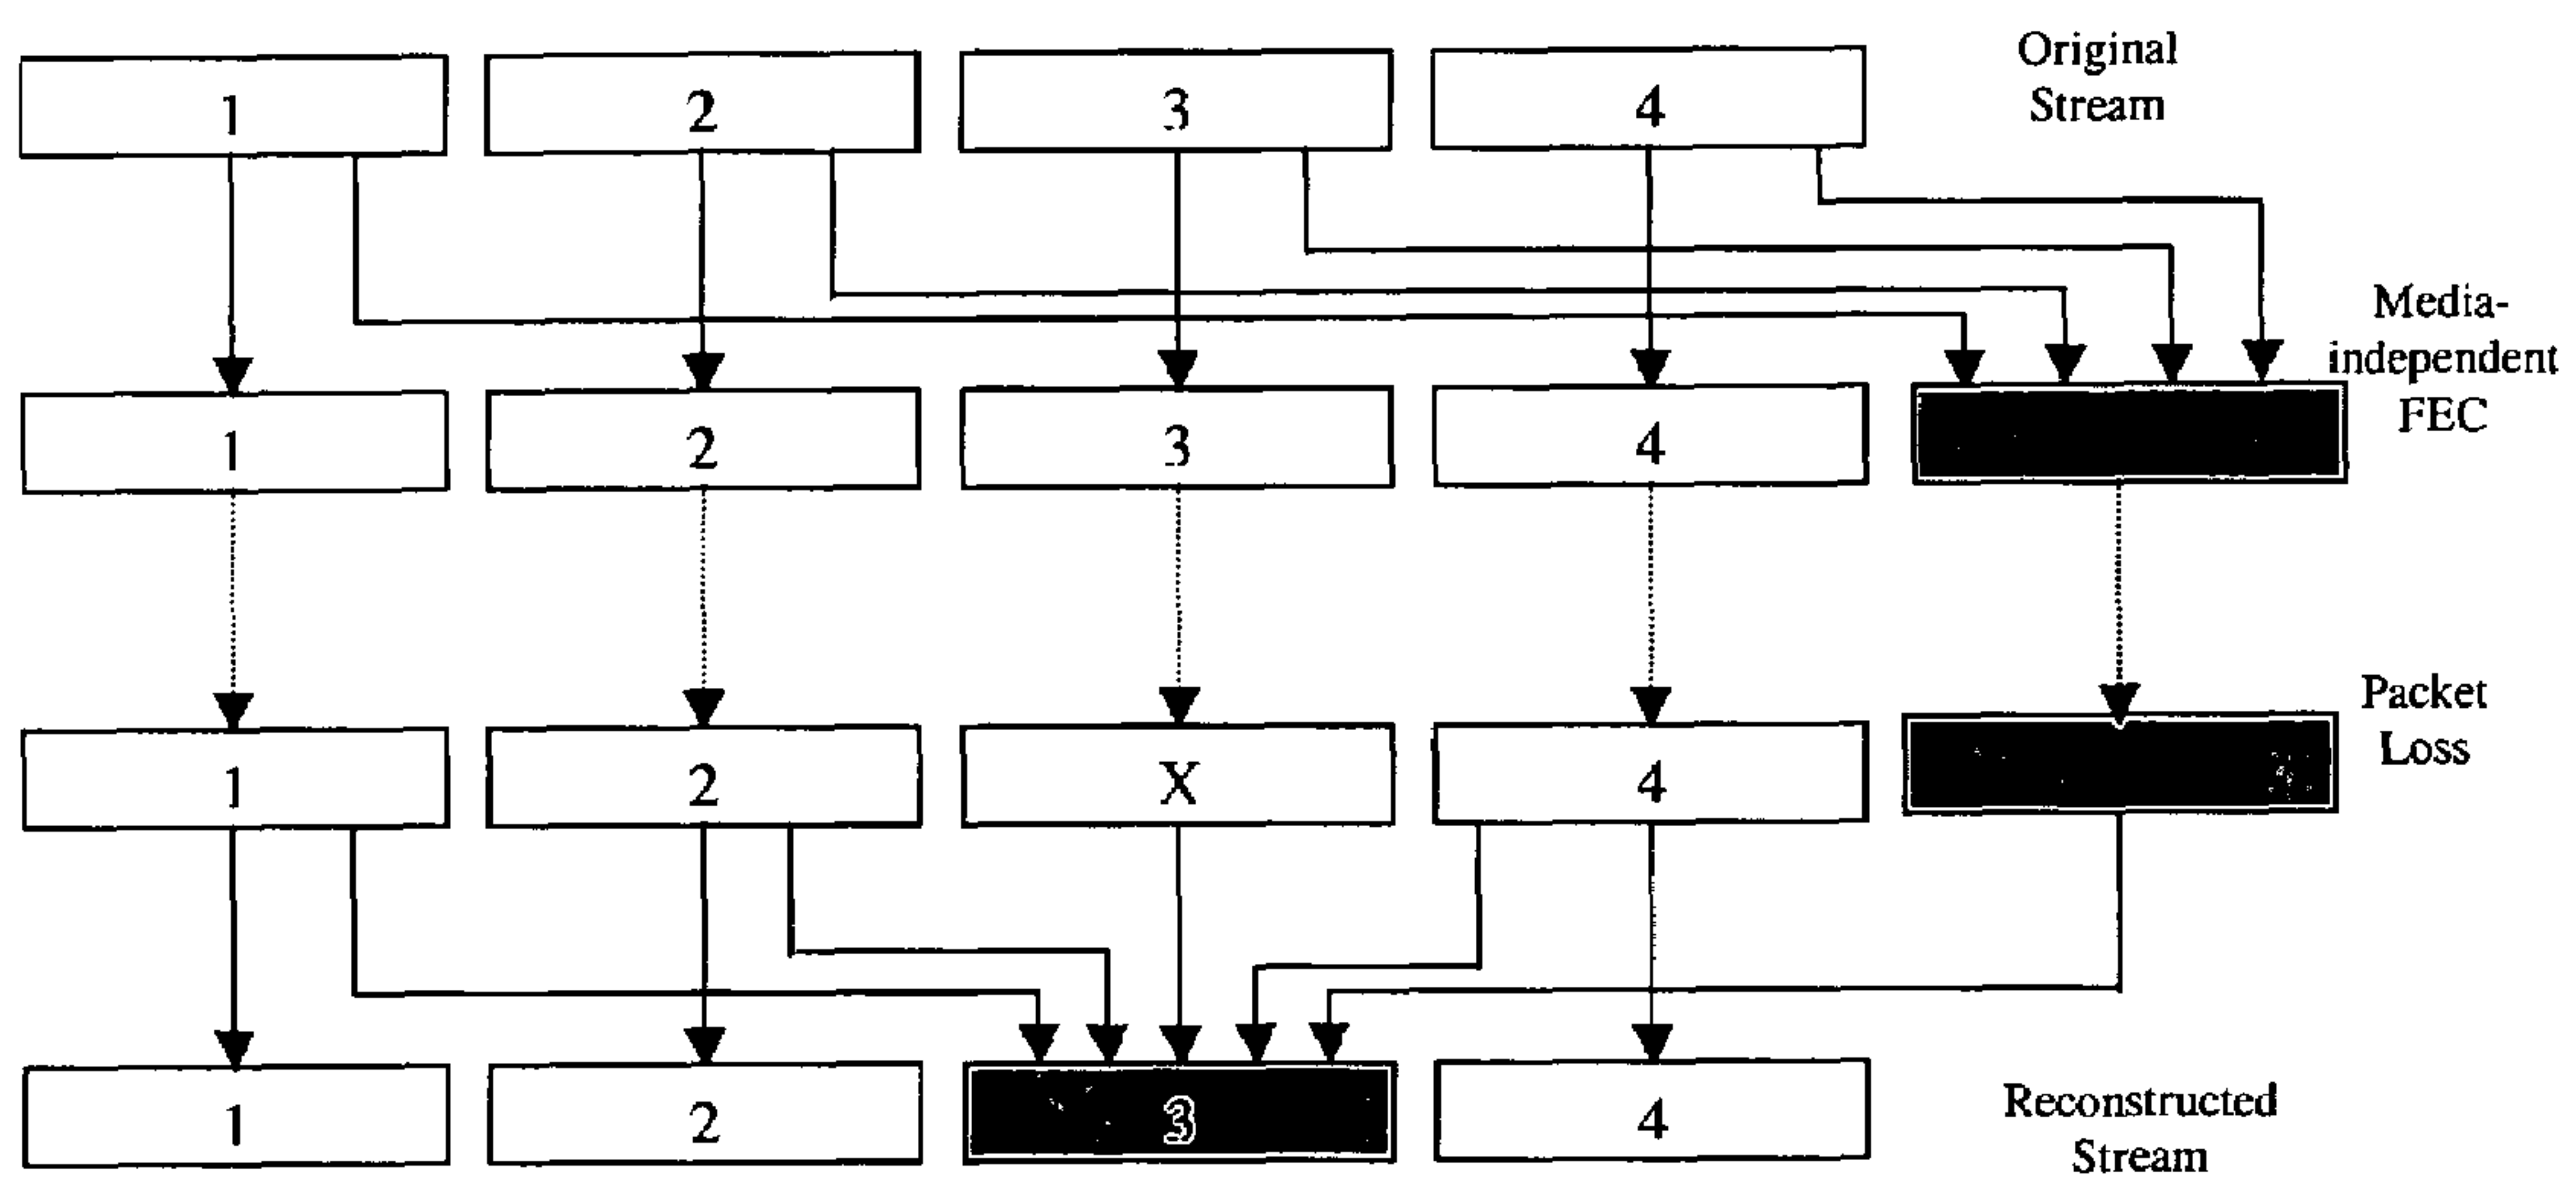 1 2 3 4 Original
Stream
Media-
independent
FEC
1 2 3 4
Packet
Loss
1 2 X 4
1 2 3 4 Reconstructed
Stream